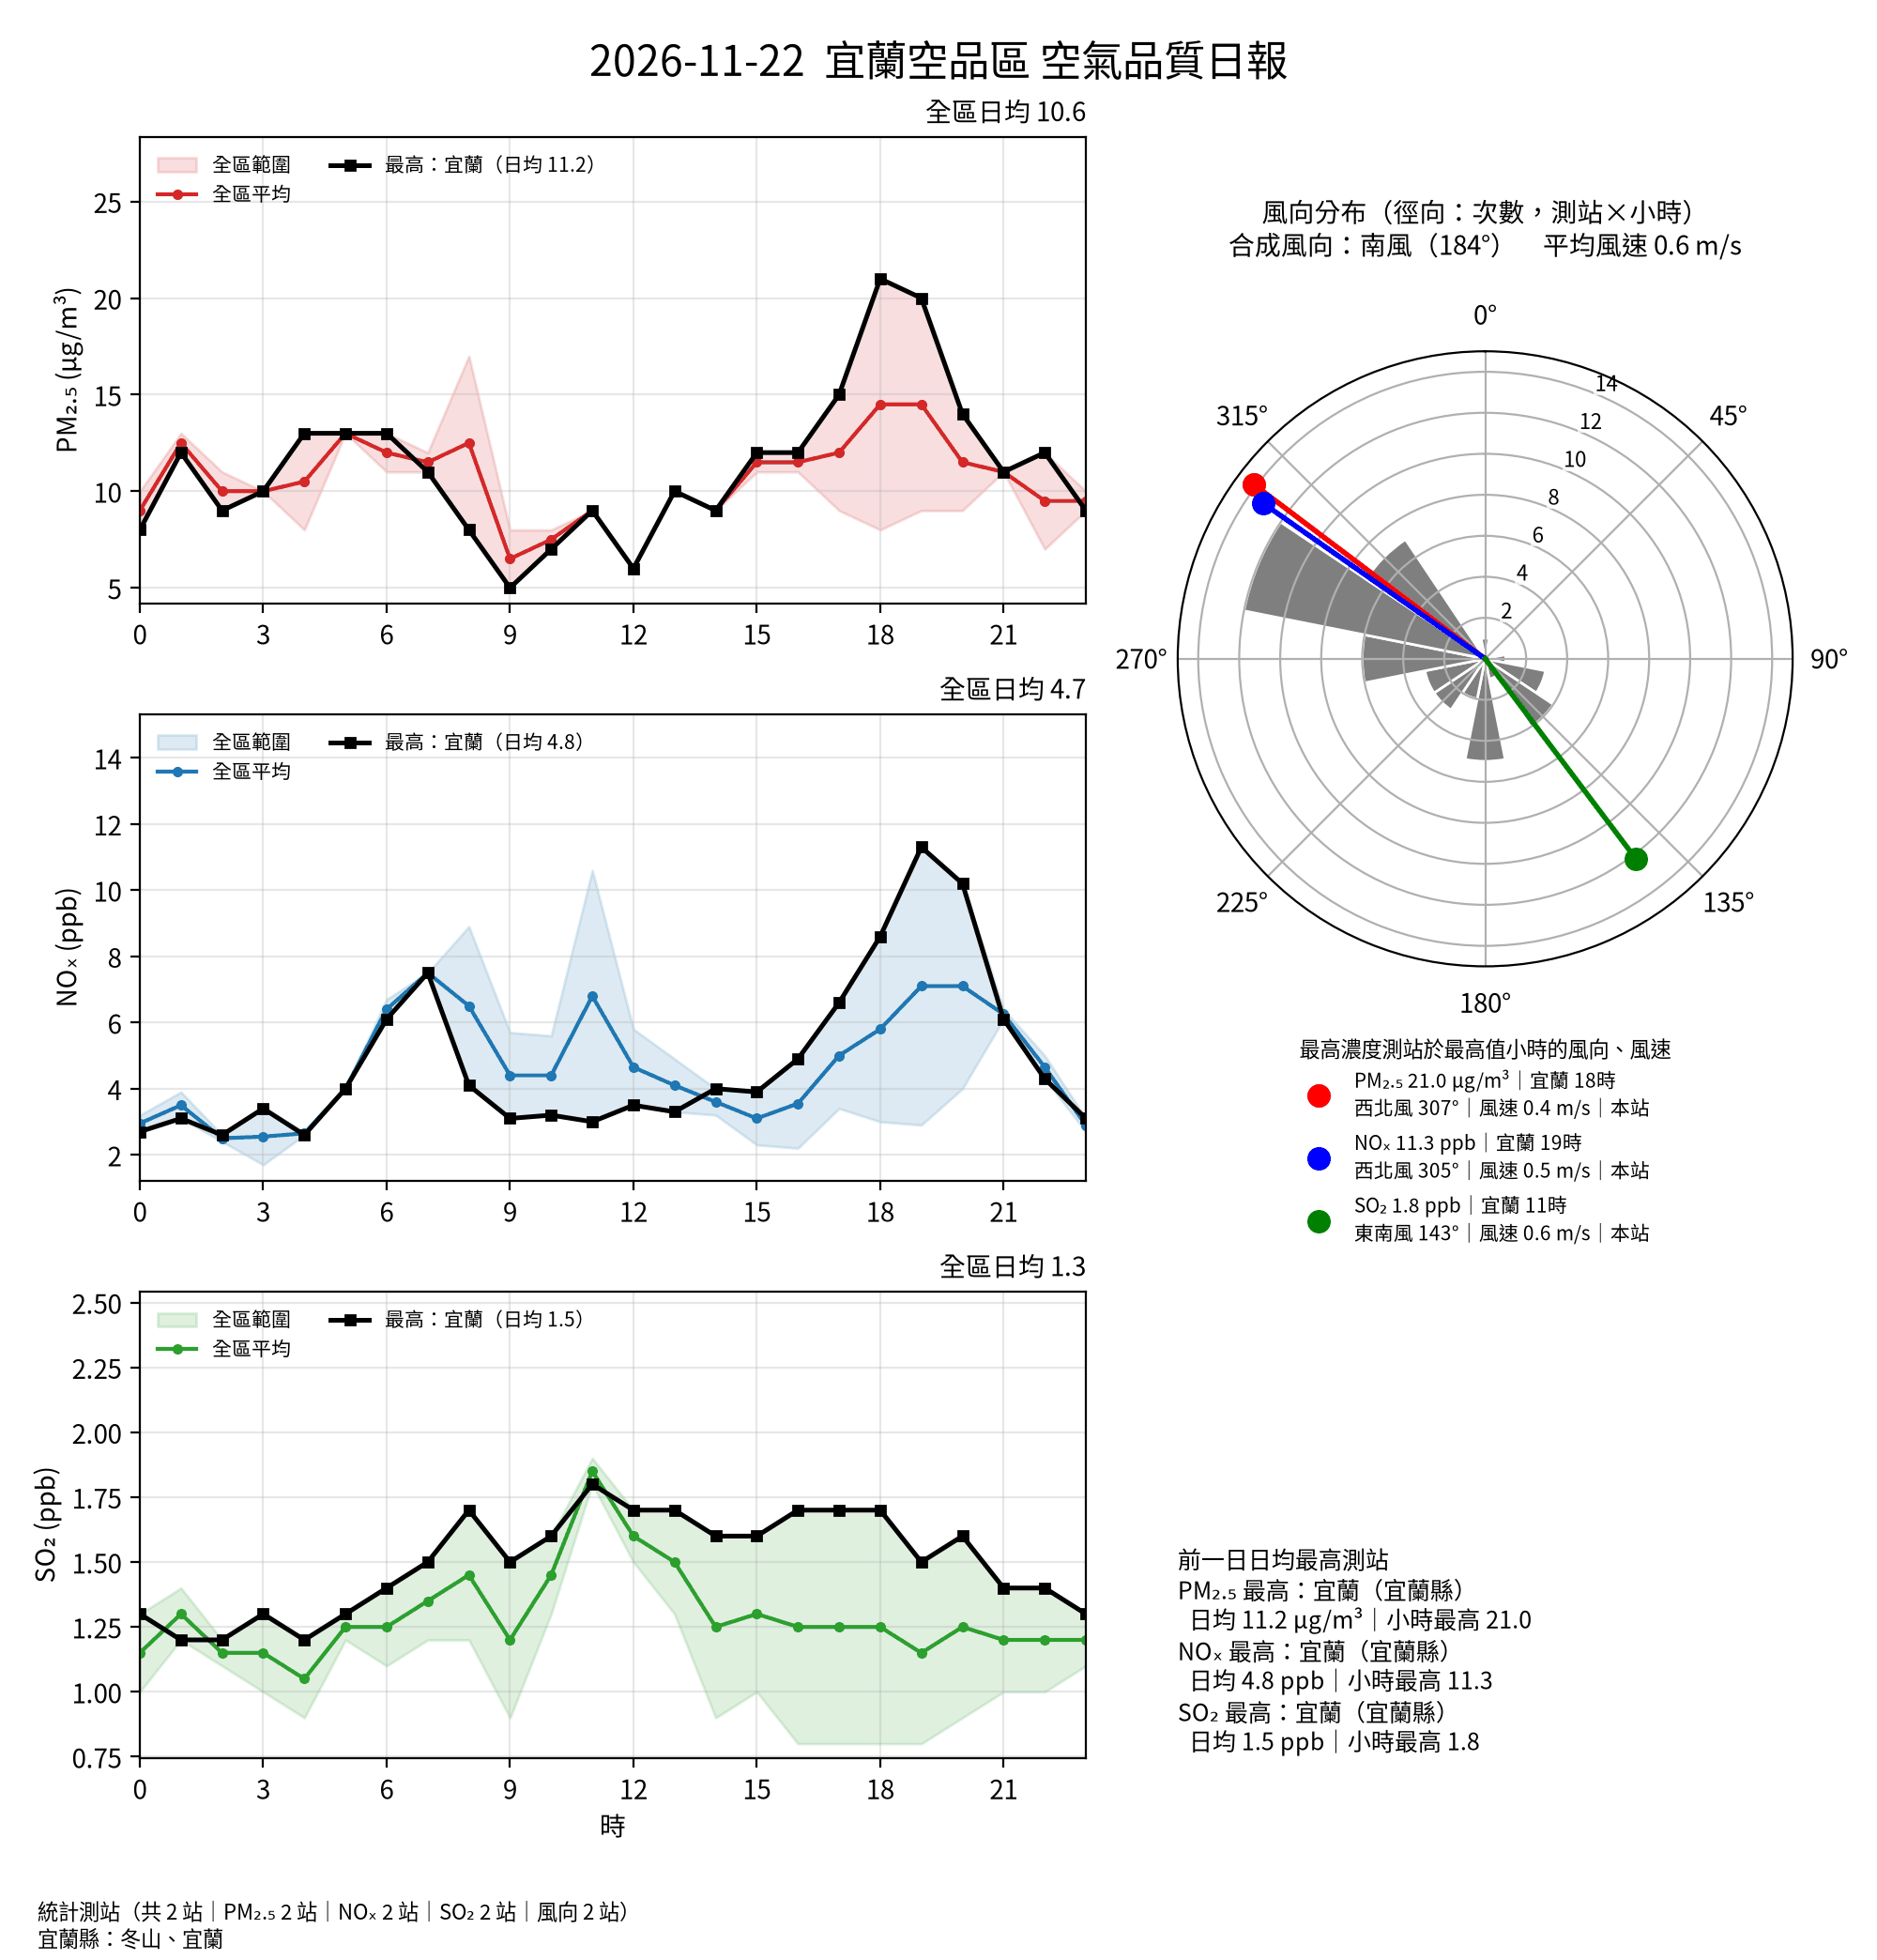 2026-11-22 宜蘭空品區 空氣品質日報
全區日均 10.6
全區範圍
全區平均
最高：宜蘭（日均 11.2）
PM₂.₅ (μg/m³)
25
20
15
10
5
0 3 6 9 12 15 18 21
全區日均 4.7
全區範圍
全區平均
最高：宜蘭（日均 4.8）
NOₓ (ppb)
14
12
10
8
6
4
2
0 3 6 9 12 15 18 21
全區日均 1.3
全區範圍
全區平均
最高：宜蘭（日均 1.5）
SO₂ (ppb)
2.50
2.25
2.00
1.75
1.50
1.25
1.00
0.75
0 3 6 9 12 15 18 21
時
風向分布（徑向：次數，測站×小時）
合成風向：南風（184°） 平均風速 0.6 m/s
0°
45°
90°
135°
180°
225°
270°
315°
2
4
6
8
10
12
14
最高濃度測站於最高值小時的風向、風速
PM₂.₅ 21.0 μg/m³｜宜蘭 18時
西北風 307°｜風速 0.4 m/s｜本站
NOₓ 11.3 ppb｜宜蘭 19時
西北風 305°｜風速 0.5 m/s｜本站
SO₂ 1.8 ppb｜宜蘭 11時
東南風 143°｜風速 0.6 m/s｜本站
前一日日均最高測站
PM₂.₅ 最高：宜蘭（宜蘭縣）
日均 11.2 μg/m³｜小時最高 21.0
NOₓ 最高：宜蘭（宜蘭縣）
日均 4.8 ppb｜小時最高 11.3
SO₂ 最高：宜蘭（宜蘭縣）
日均 1.5 ppb｜小時最高 1.8
統計測站（共 2 站｜PM₂.₅ 2 站｜NOₓ 2 站｜SO₂ 2 站｜風向 2 站）
宜蘭縣：冬山、宜蘭